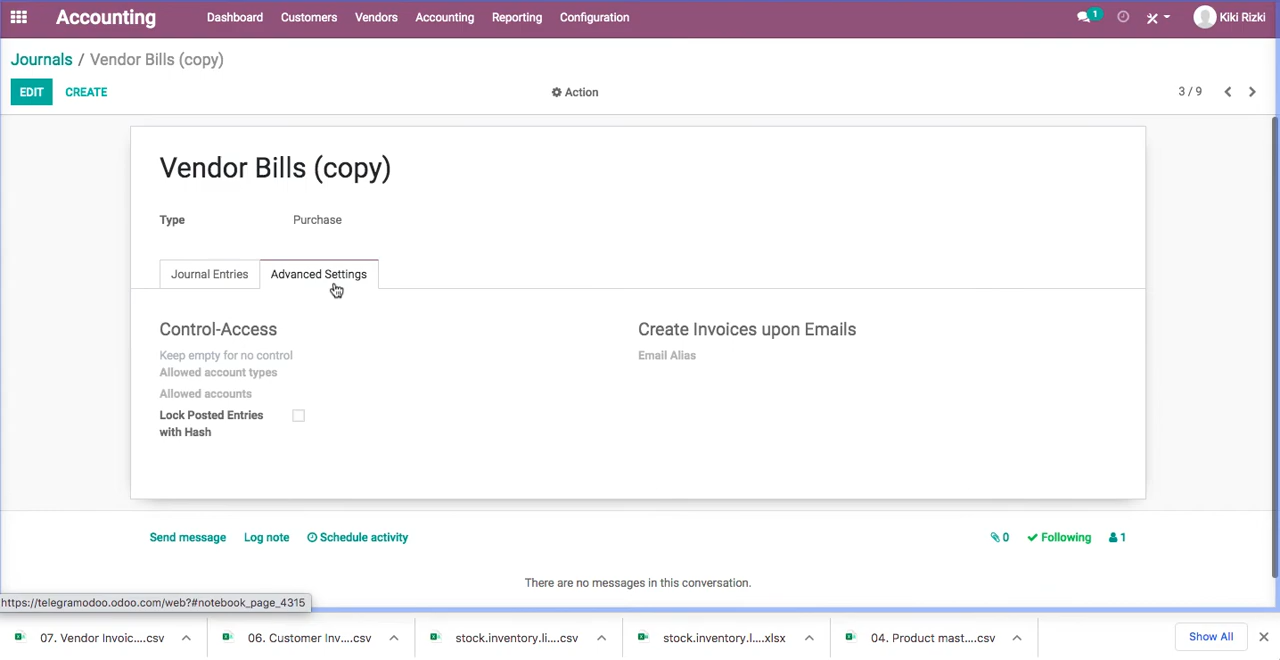 Accounting Dashboard Customers Vendors Accounting Reporting Configuration 1 Kiki Rizki
Journals / Vendor Bills (copy)
EDIT CREATE Action 3 / 9
Vendor Bills (copy)
Type Purchase
Journal Entries Advanced Settings
Control-Access Create Invoices upon Emails
Keep empty for no control Email Alias
Allowed account types
Allowed accounts
Lock Posted Entries
with Hash
Send message Log note Schedule activity 0 Following 1
There are no messages in this conversation.
https://telegramodoo.odoo.com/web?#notebook_page_4315
07. Vendor Invoic....csv 06. Customer Inv....csv stock.inventory.li....csv stock.inventory.l....xlsx 04. Product mast....csv Show All